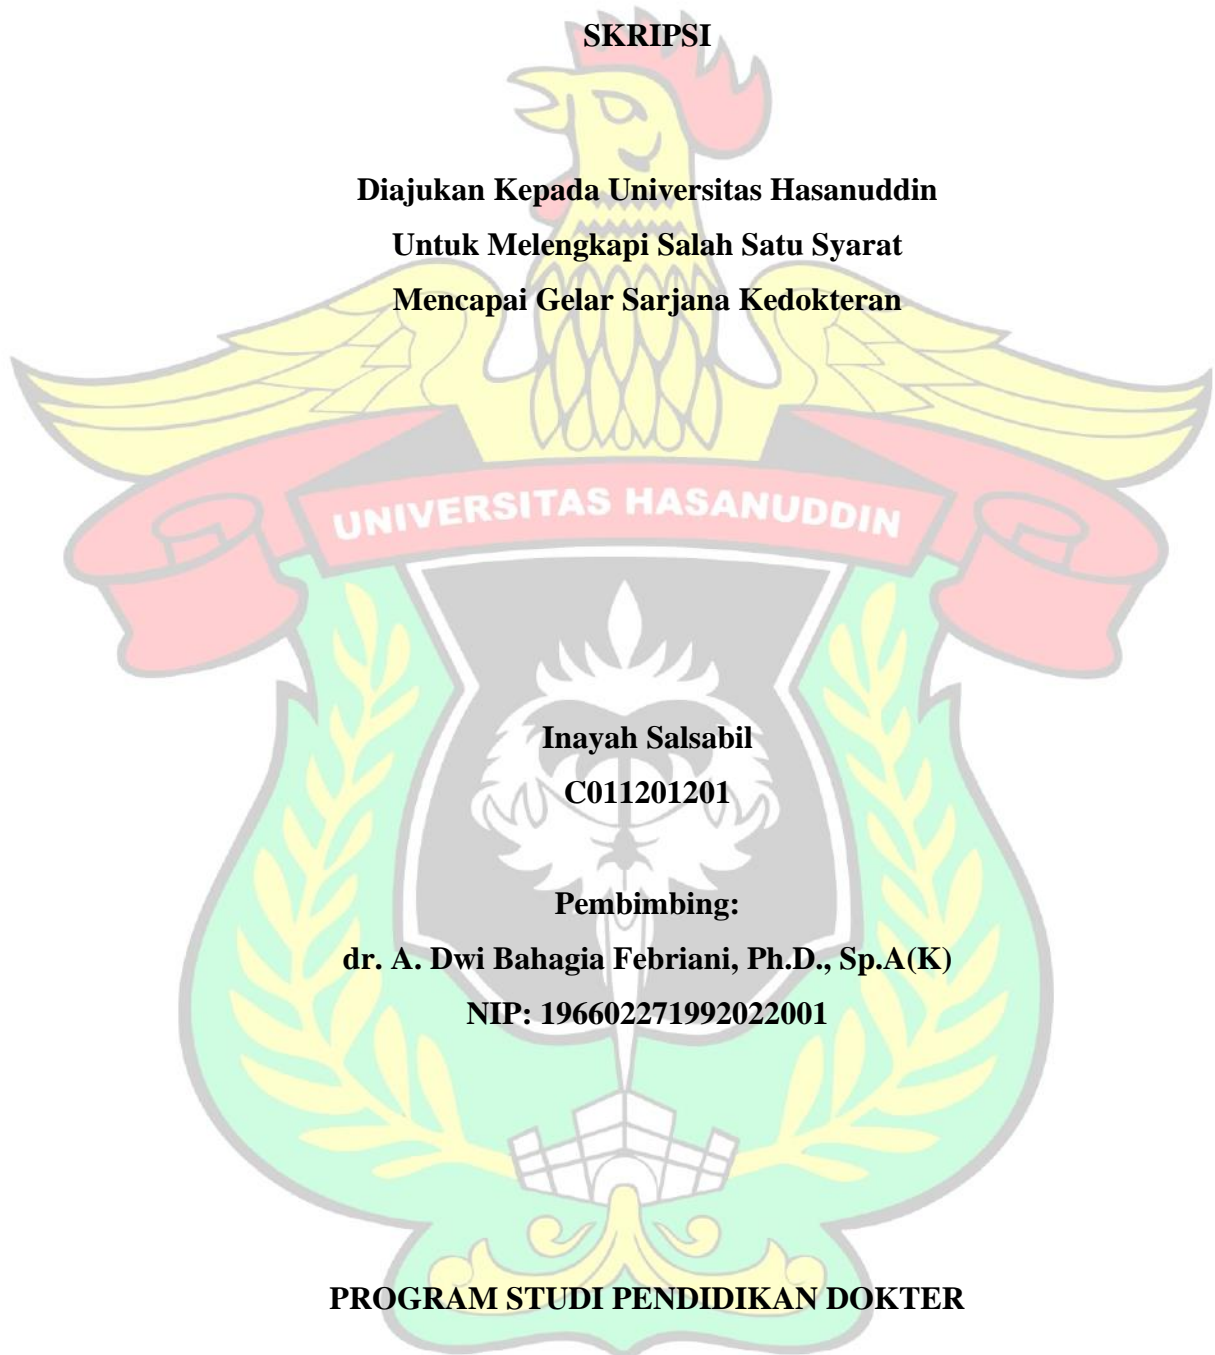 SKRIPSI
Diajukan Kepada Universitas Hasanuddin
Untuk Melengkapi Salah Satu Syarat
Mencapai Gelar Sarjana Kedokteran
UNIVERSITAS HASANUDDIN
Inayah Salsabil
C011201201
Pembimbing:
dr. A. Dwi Bahagia Febriani, Ph.D., Sp.A(K)
NIP: 196602271992022001
PROGRAM STUDI PENDIDIKAN DOKTER